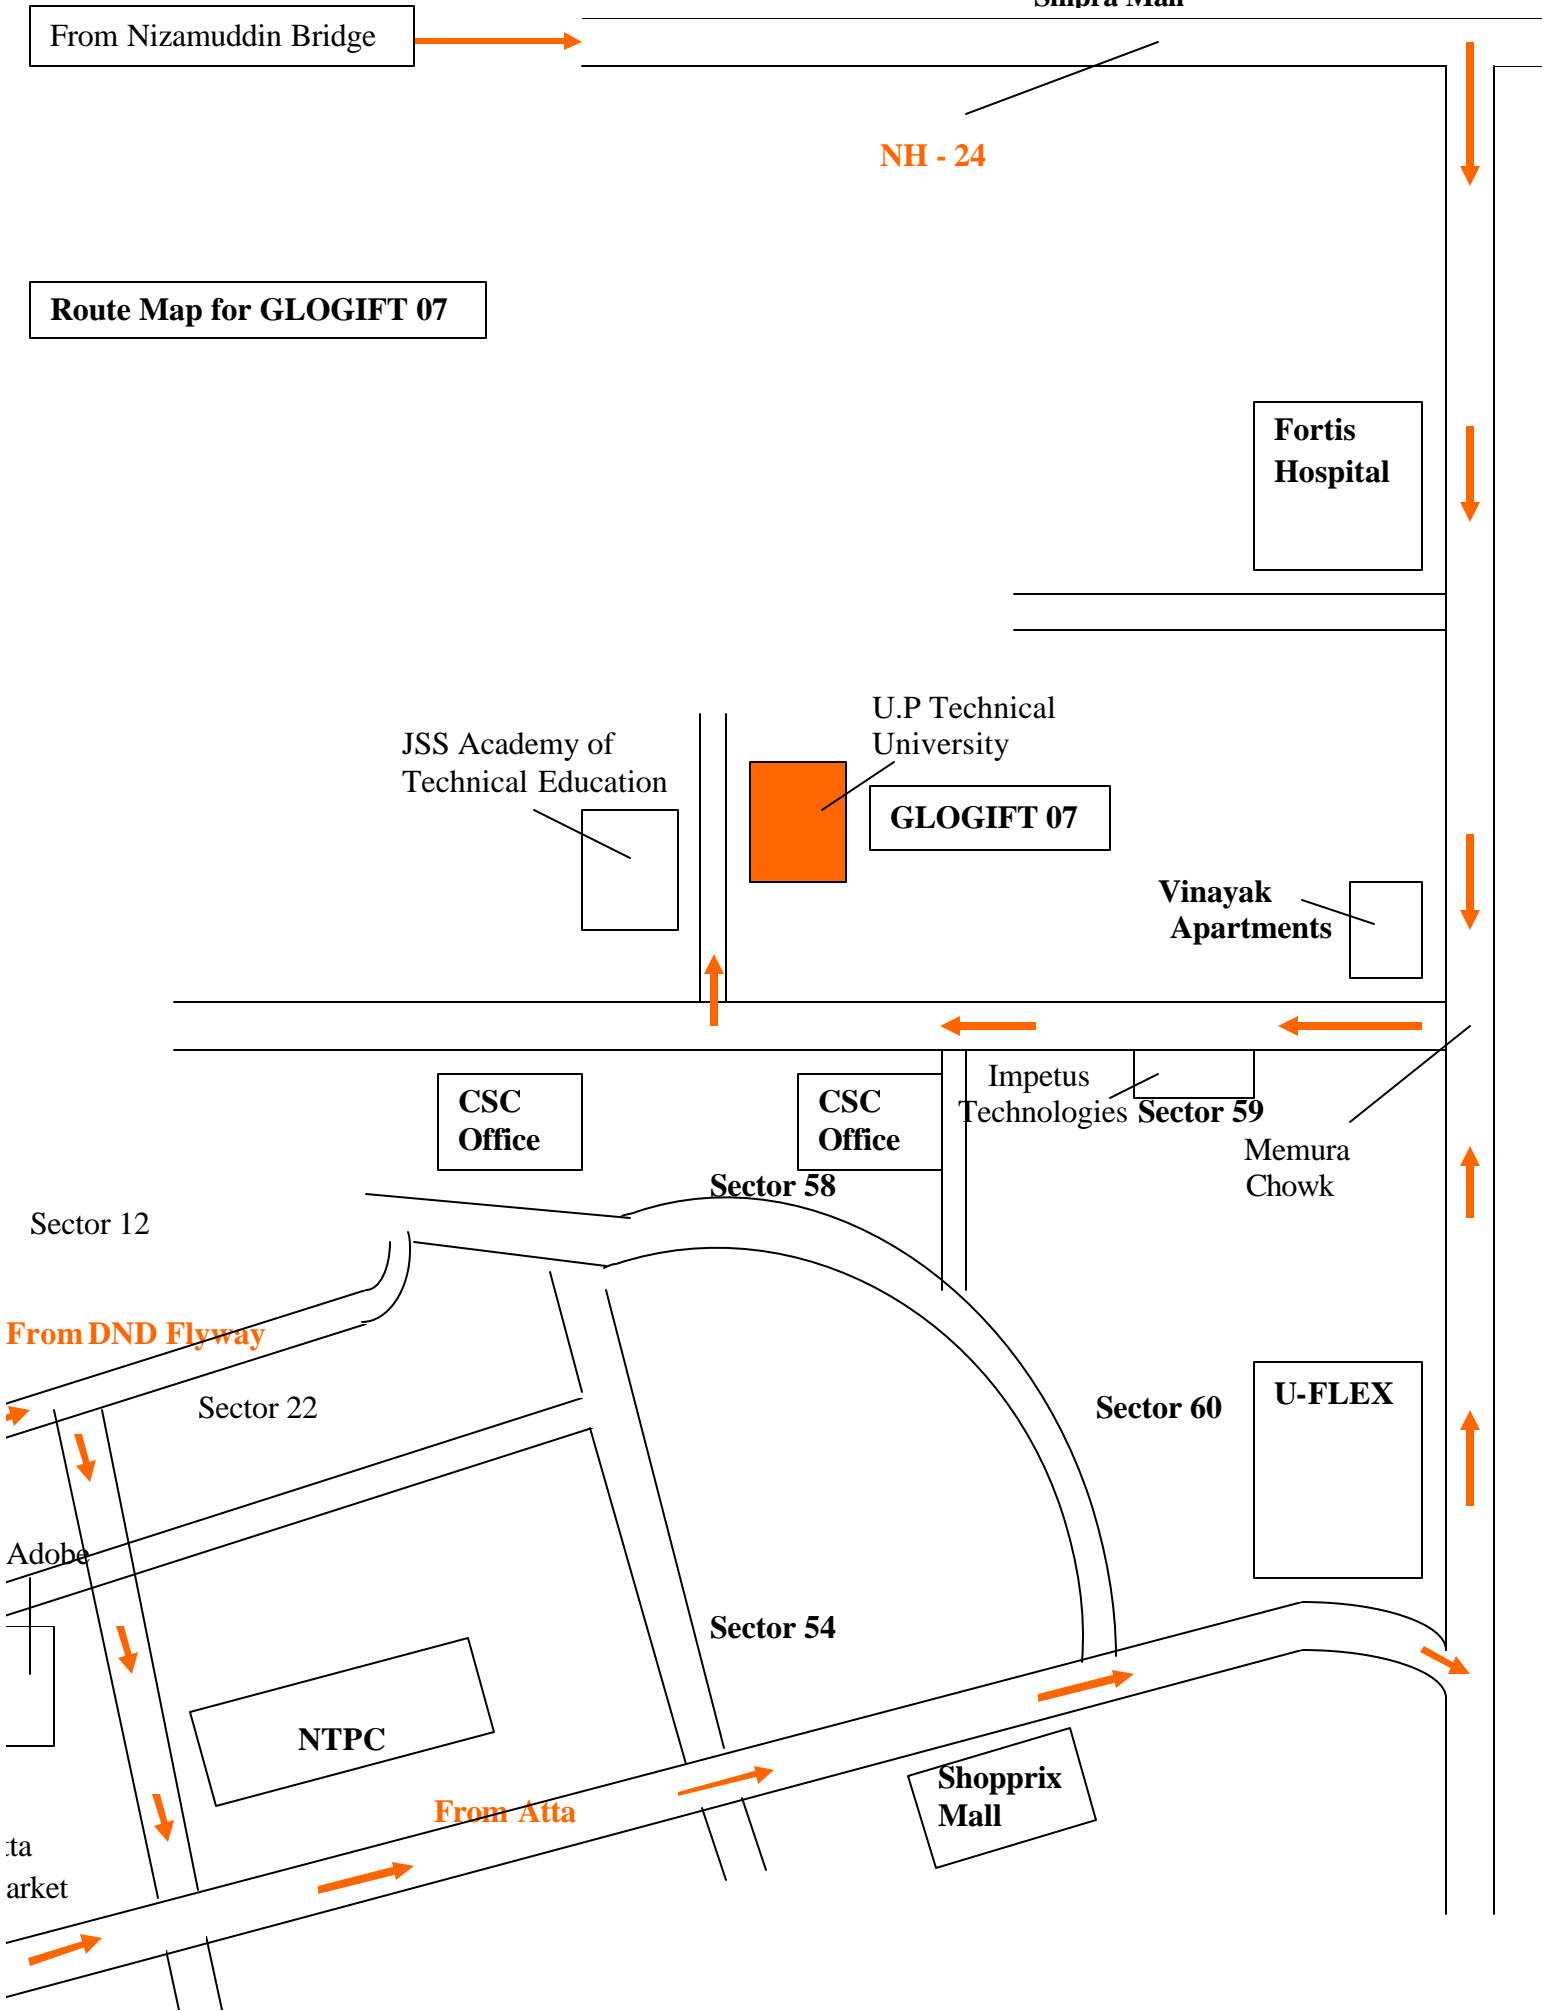 From Nizamuddin Bridge
NH - 24
Route Map for GLOGIFT 07
Fortis
Hospital
U.P Technical
University
JSS Academy of
Technical Education
GLOGIFT 07
Vinayak
Apartments
CSC
Office
CSC
Office
Impetus
Technologies Sector 59
Memura
Chowk
Sector 58
Sector 12
From DND Flyway
Sector 22
Sector 60
U-FLEX
Adobe
Sector 54
NTPC
Shopprix
Mall
From Atta
tta
arket